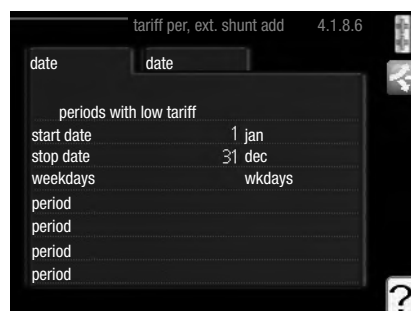 tariff per, ext. shunt add 4.1.8.6
date date
periods with low tariff
start date 1 jan
stop date 31 dec
weekdays wkdays
period
period
period
period
?